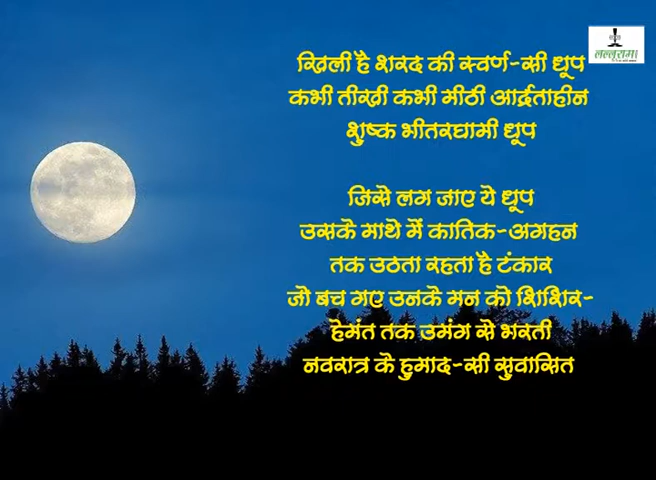 खिली है शरद की स्वर्ण-सी धूप
कभी तीखी कभी मीठी आर्द्रताहीन
शुष्क भीतरघामी धूप
जिसे लग जाए ये धूप
उसके माथे में कातिक-अगहन
तक उठता रहता है टंकार
जो बच गए उनके मन को शिशिर-
हेमंत तक उमंग से भरती
नवरात्र के हुमाद-सी सुवासित
लल्लूराम